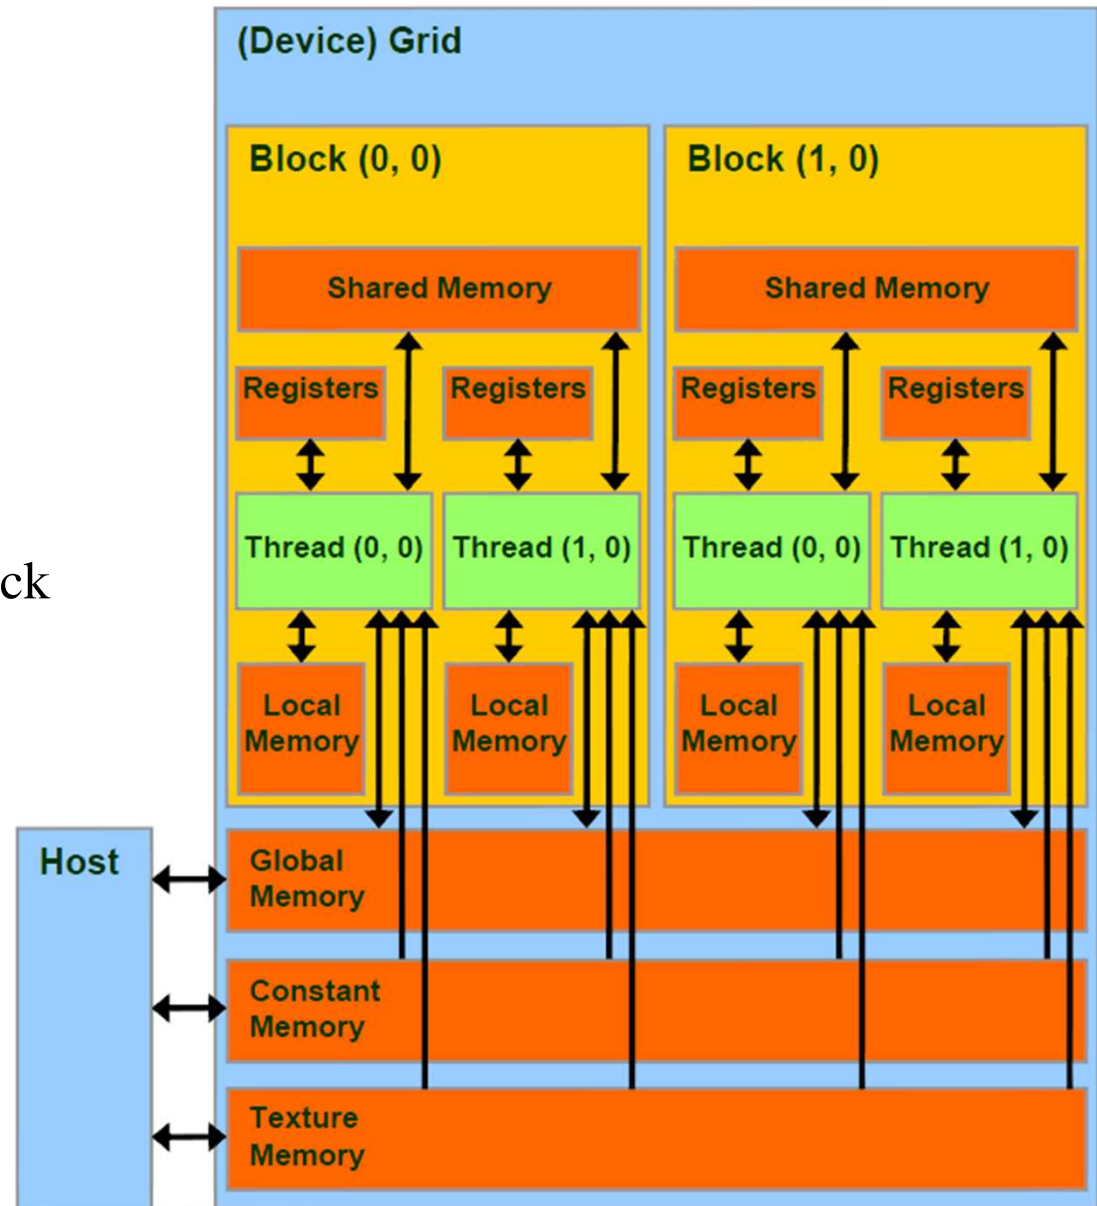 (Device) Grid
Block (0, 0)
Block (1, 0)
Shared Memory
Shared Memory
Registers
Registers
Registers
Registers
Thread (0, 0)
Thread (1, 0)
Thread (0, 0)
Thread (1, 0)
ck
Local
Memory
Local
Memory
Local
Memory
Local
Memory
Host
Global
Memory
Constant
Memory
Texture
Memory